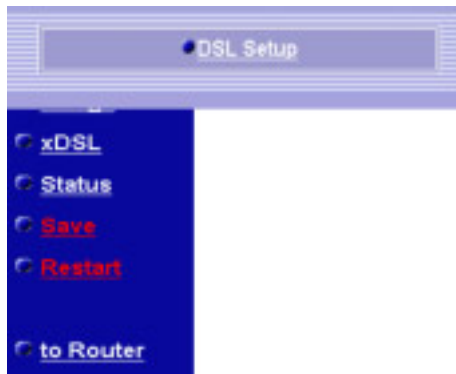 DSL Setup
xDSL
Status
Save
Restart
to Router